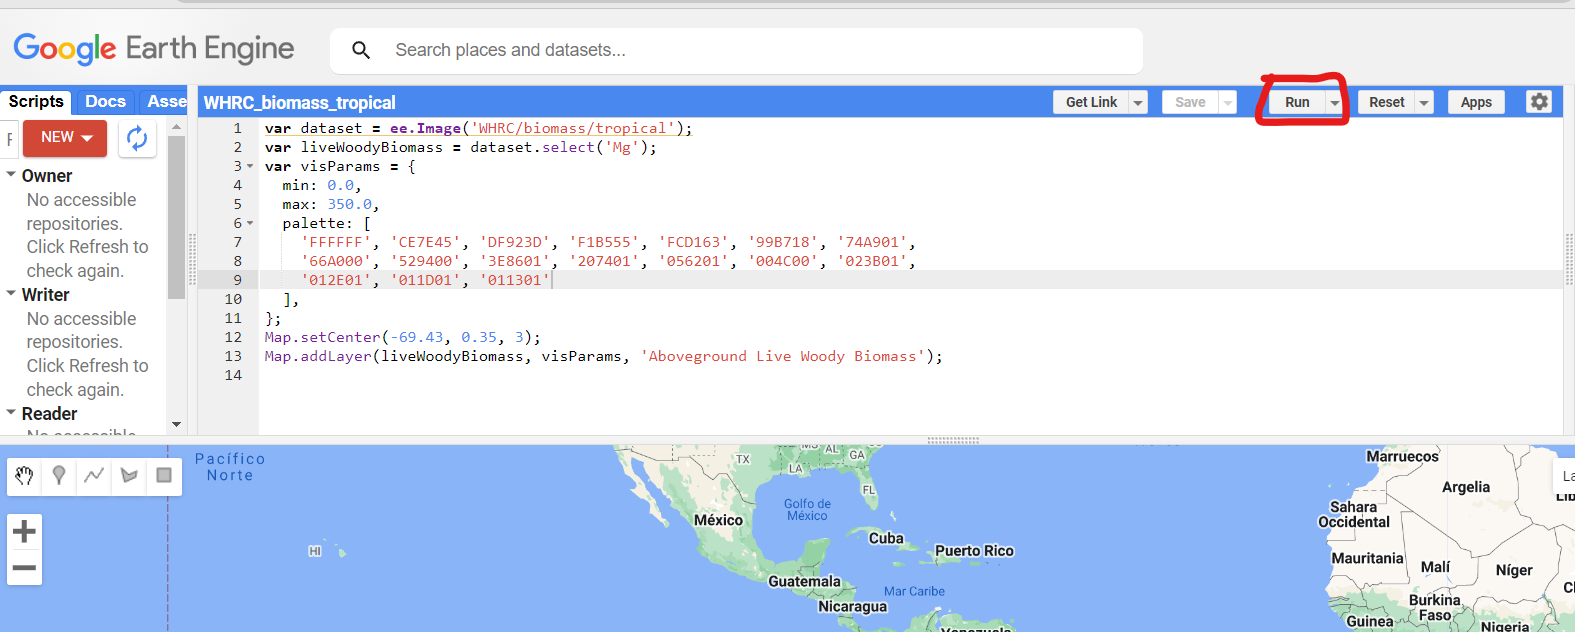 Google Earth Engine
Search places and datasets...
Scripts Docs Asse
WHRC_biomass_tropical
Get Link Save Run Reset Apps
F NEW
Owner
No accessible
repositories.
Click Refresh to
check again.
Writer
No accessible
repositories.
Click Refresh to
check again.
Reader
1 var dataset = ee.Image('WHRC/biomass/tropical');
2 var liveWoodyBiomass = dataset.select('Mg');
3 var visParams = {
4 min: 0.0,
5 max: 350.0,
6 palette: [
7 'FFFFFF', 'CE7E45', 'DF923D', 'F1B555', 'FCD163', '99B718', '74A901',
8 '66A000', '529400', '3E8601', '207401', '056201', '004C00', '023B01',
9 '012E01', '011D01', '011301'
10 ],
11 };
12 Map.setCenter(-69.43, 0.35, 3);
13 Map.addLayer(liveWoodyBiomass, visParams, 'Aboveground Live Woody Biomass');
14
Pacífico
Norte
HI
TX
LA
MS
AL
GA
FL
Golfo de
México
México
Cuba
Puerto Rico
Guatemala
Mar Caribe
Nicaragua
Venezuela
Marruecos
Argelia
La
Lib
Sahara
Occidental
Mauritania
Malí
Níger
Ch
Burkina
Faso
Guinea
Nigeria